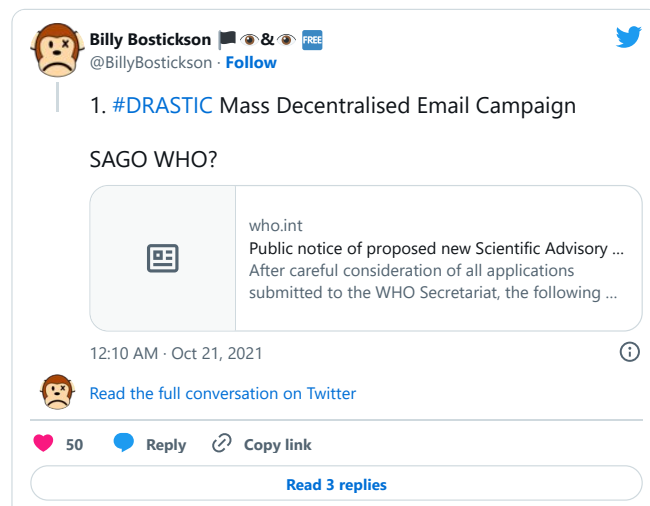 Billy Bostickson 🏴 👁️&👁️ 🆓
@BillyBostickson · Follow
1. #DRASTIC Mass Decentralised Email Campaign
SAGO WHO?
who.int
Public notice of proposed new Scientific Advisory ...
After careful consideration of all applications
submitted to the WHO Secretariat, the following ...
12:10 AM · Oct 21, 2021
Read the full conversation on Twitter
50 Reply Copy link
Read 3 replies